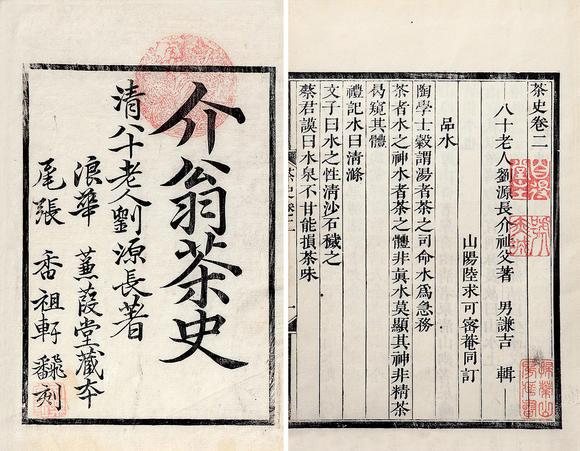 介翁茶史
清八十老人劉源長著
浪華 蒹葭堂藏本
尾張 香祖軒 飜刻
茶史卷二
八十老人劉源長介祉父著 男謙吉 輯
山陽陸求可密菴同訂
品水
陶學士穀謂湯者茶之司命水爲急務
茶者水之神水者茶之體非眞水莫顯其神非精茶
曷窺其體
禮記水曰清滌
文子曰水之性清沙石穢之
蔡君謨曰水泉不甘能損茶味